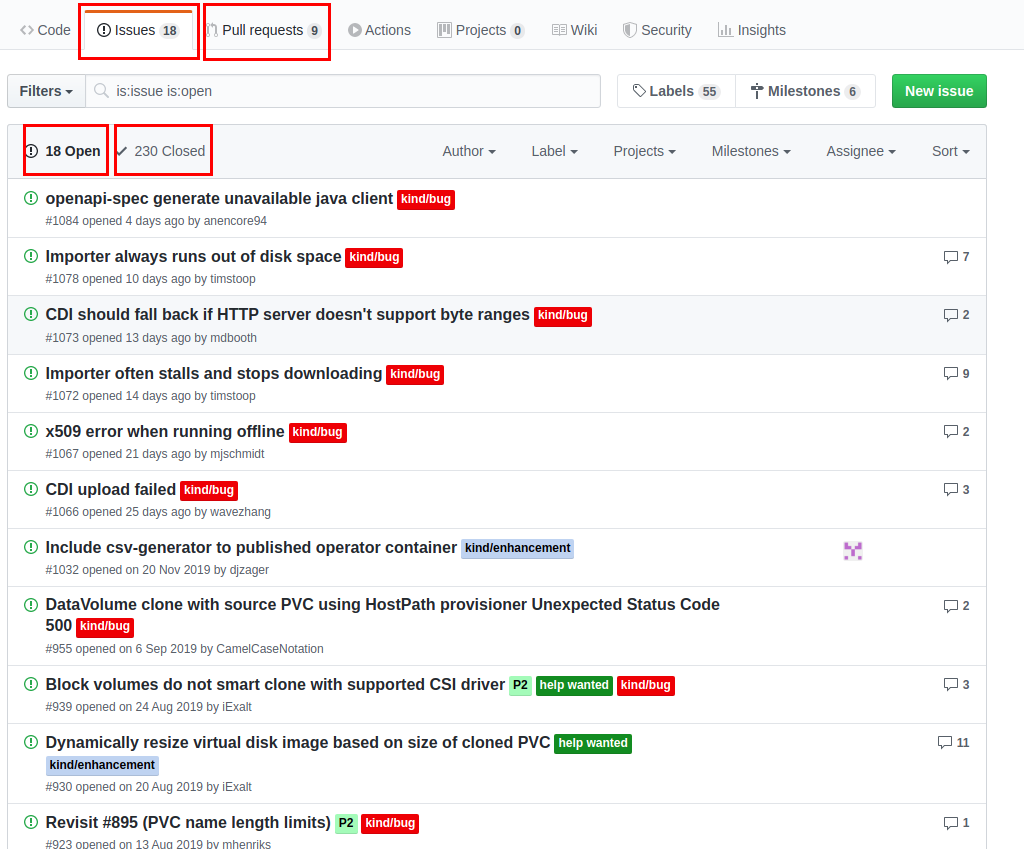 Code Issues 18 Pull requests 9 Actions Projects 0 Wiki Security Insights
Filters is:issue is:open Labels 55 Milestones 6 New issue
18 Open 230 Closed Author Label Projects Milestones Assignee Sort
openapi-spec generate unavailable java client kind/bug
#1084 opened 4 days ago by anencore94
Importer always runs out of disk space kind/bug 7
#1078 opened 10 days ago by timstoop
CDI should fall back if HTTP server doesn't support byte ranges kind/bug 2
#1073 opened 13 days ago by mdbooth
Importer often stalls and stops downloading kind/bug 9
#1072 opened 14 days ago by timstoop
x509 error when running offline kind/bug 2
#1067 opened 21 days ago by mjschmidt
CDI upload failed kind/bug 3
#1066 opened 25 days ago by wavezhang
Include csv-generator to published operator container kind/enhancement
#1032 opened on 20 Nov 2019 by djzager
DataVolume clone with source PVC using HostPath provisioner Unexpected Status Code 2
500 kind/bug
#955 opened on 6 Sep 2019 by CamelCaseNotation
Block volumes do not smart clone with supported CSI driver P2 help wanted kind/bug 3
#939 opened on 24 Aug 2019 by iExalt
Dynamically resize virtual disk image based on size of cloned PVC help wanted 11
kind/enhancement
#930 opened on 20 Aug 2019 by iExalt
Revisit #895 (PVC name length limits) P2 kind/bug 1
#923 opened on 13 Aug 2019 by mhenriks